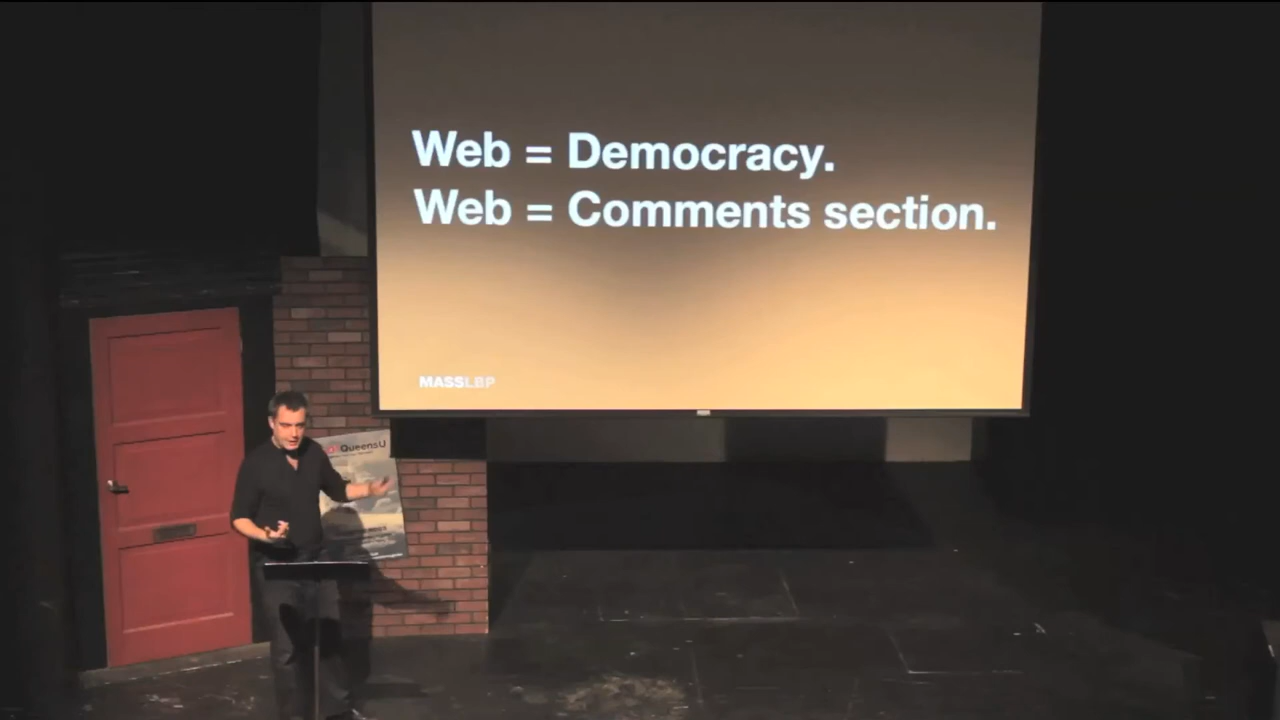 Web = Democracy.
Web = Comments section.
MASSLBP
QueensU